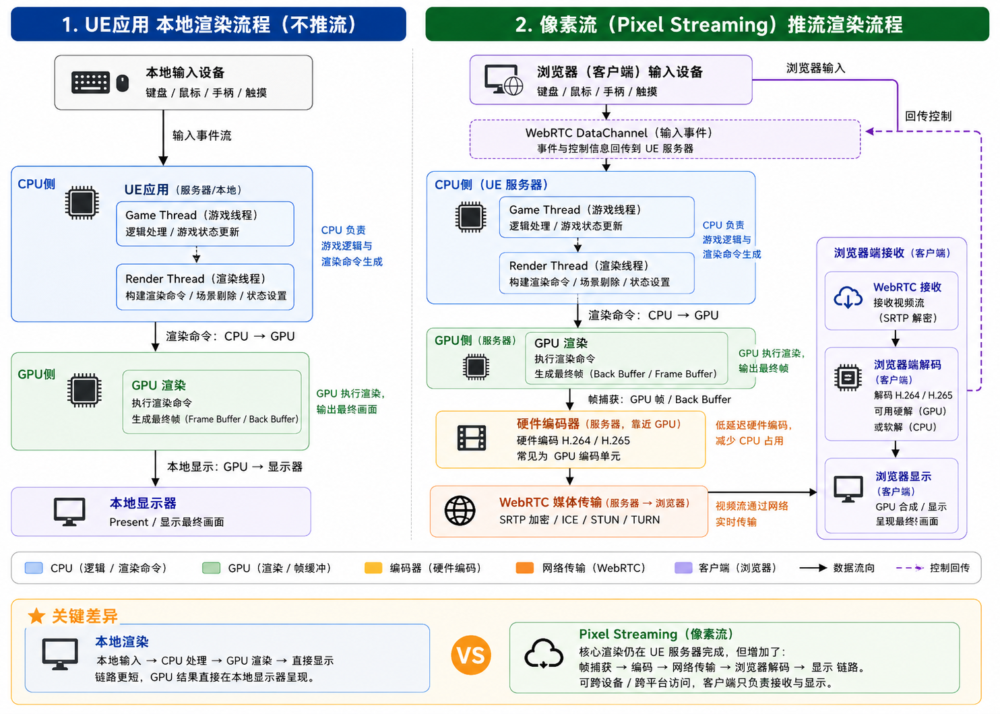 1. UE应用 本地渲染流程（不推流）
本地输入设备
键盘 / 鼠标 / 手柄 / 触摸
输入事件流
CPU侧
UE应用（服务器/本地）
Game Thread（游戏线程）
逻辑处理 / 游戏状态更新
Render Thread（渲染线程）
构建渲染命令 / 场景剔除 / 状态设置
CPU 负责
游戏逻辑与
渲染命令生成
渲染命令：CPU → GPU
GPU侧
GPU 渲染
执行渲染命令
生成最终帧（Frame Buffer / Back Buffer）
GPU 执行渲染，
输出最终画面
本地显示：GPU → 显示器
本地显示器
Present / 显示最终画面
2. 像素流（Pixel Streaming）推流渲染流程
浏览器（客户端）输入设备
键盘 / 鼠标 / 手柄 / 触摸
浏览器输入
回传控制
WebRTC DataChannel（输入事件）
事件与控制信息回传到 UE 服务器
CPU侧（UE 服务器）
Game Thread（游戏线程）
逻辑处理 / 游戏状态更新
Render Thread（渲染线程）
构建渲染命令 / 场景剔除 / 状态设置
CPU 负责
游戏逻辑与
渲染命令生成
渲染命令：CPU → GPU
GPU侧（服务器）
GPU 渲染
执行渲染命令
生成最终帧（Back Buffer / Frame Buffer）
GPU 执行渲染，
输出最终帧
帧捕获：GPU 帧 / Back Buffer
硬件编码器（服务器，靠近 GPU）
硬件编码 H.264 / H.265
常见为 GPU 编码单元
低延迟硬件编码，
减少 CPU 占用
WebRTC 媒体传输（服务器 → 浏览器）
SRTP 加密 / ICE / STUN / TURN
视频流通过网络
实时传输
浏览器端接收（客户端）
WebRTC 接收
接收视频流
（SRTP 解密）
浏览器端解码
（客户端）
解码 H.264 / H.265
可用硬解（GPU）
或软解（CPU）
浏览器显示
（客户端）
GPU 合成 / 显示
呈现最终画面
CPU（逻辑 / 渲染命令）
GPU（渲染 / 帧缓冲）
编码器（硬件编码）
网络传输（WebRTC）
客户端（浏览器）
数据流向
控制回传
关键差异
本地渲染
本地输入 → CPU 处理 → GPU 渲染 → 直接显示
链路更短，GPU 结果直接在本地显示器呈现。
VS
Pixel Streaming（像素流）
核心渲染仍在 UE 服务器完成，但增加了：
帧捕获 → 编码 → 网络传输 → 浏览器解码 → 显示 链路。
可跨设备 / 跨平台访问，客户端只负责接收与显示。